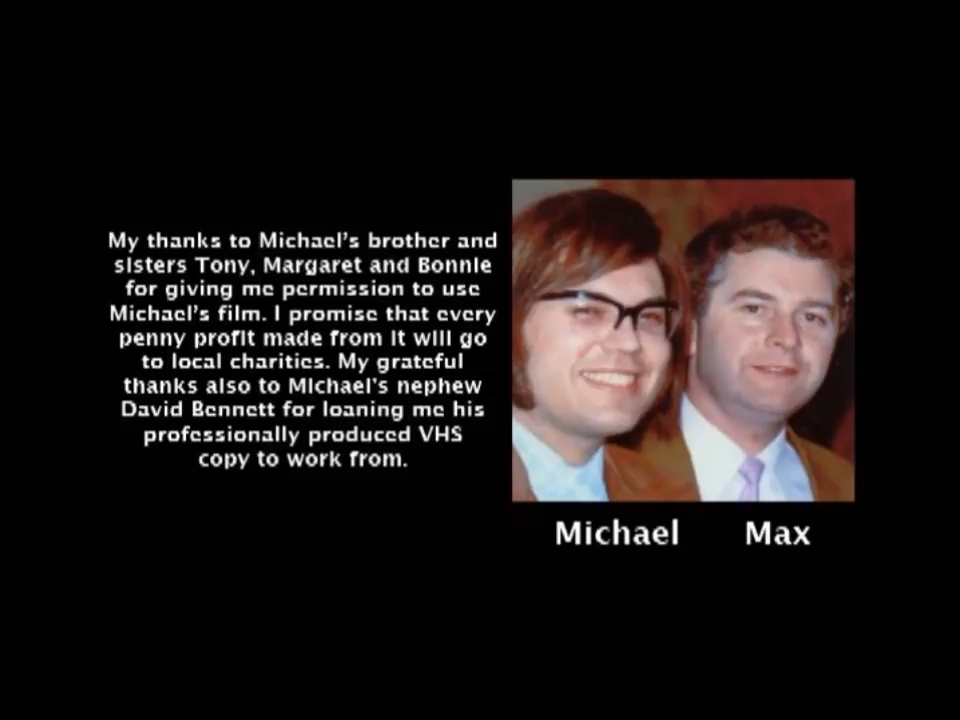 My thanks to Michael's brother and
sisters Tony, Margaret and Bonnie
for giving me permission to use
Michael's film. I promise that every
penny profit made from it will go
to local charities. My grateful
thanks also to Michael's nephew
David Bennett for loaning me his
professionally produced VHS
copy to work from.
Michael Max